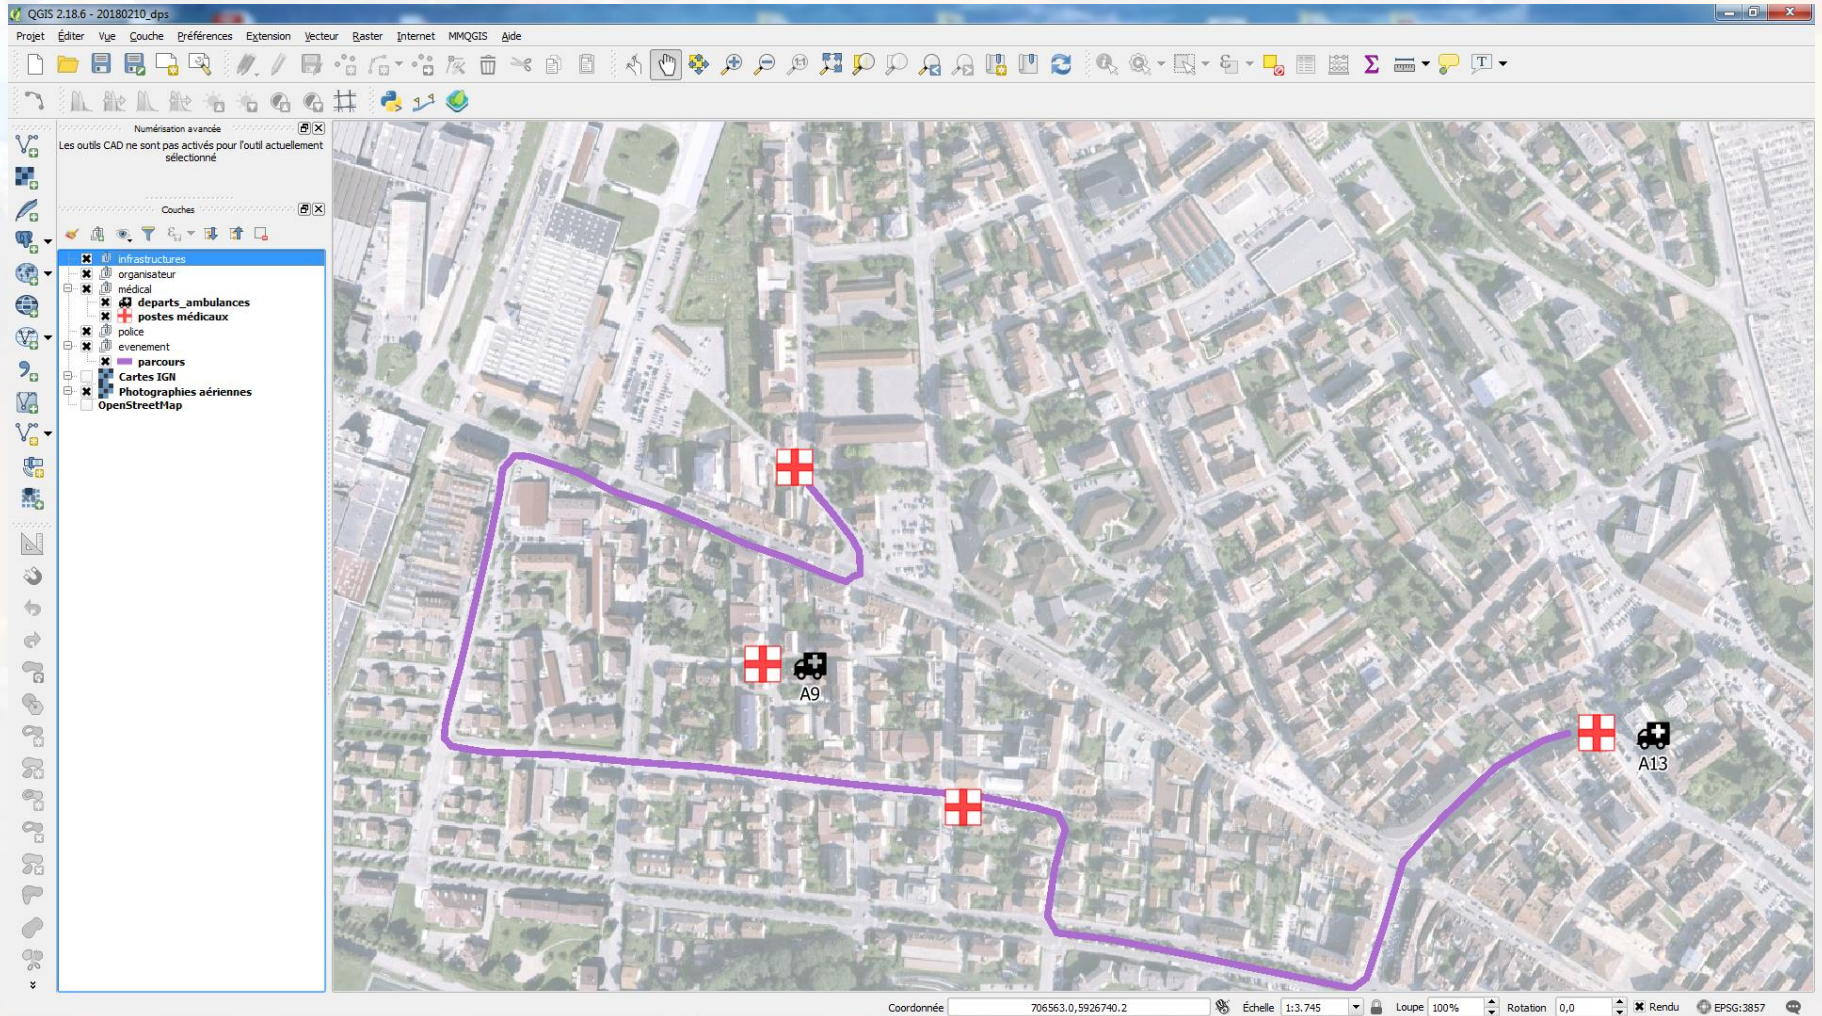 QGIS 2.18.6 - 20180210_dps
Projet Éditer Vue Couche Préférences Extension Vecteur Raster Internet MMQGIS Aide
Numérisation avancée
Les outils CAD ne sont pas activés pour l'outil actuellement
sélectionné
Couches
infrastructures
organisateur
médical
departs_ambulances
postes médicaux
police
evenement
parcours
Cartes IGN
Photographies aériennes
OpenStreetMap
A9
A13
Coordonnée 706563.0,5926740.2 Échelle 1:3.745 Loupe 100% Rotation 0,0 Rendu EPSG:3857